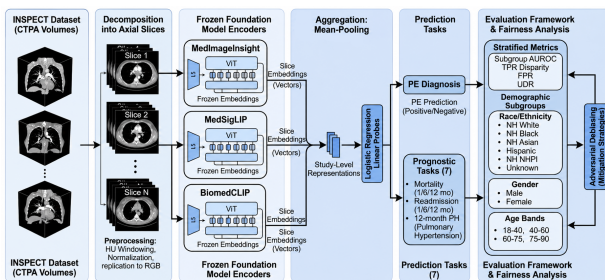 INSPECT Dataset
(CTPA Volumes)
INSPECT Dataset
(CTPA Volumes)
Decomposition
into Axial Slices
Slice 1
Slice 2
Slice N
Preprocessing:
HU Windowing,
Normalization,
replication to RGB
Frozen Foundation
Model Encoders
MedImageInsight
ViT
Frozen Embeddings
MedSigLIP
ViT
Frozen Embeddings
BiomedCLIP
ViT
Frozen Embeddings
Frozen Foundation
Model Encoders
Aggregation:
Mean-Pooling
Slice
Embeddings
(Vectors)
Slice
Embeddings
(Vectors)
Slice
Embeddings
(Vectors)
Study-Level
Representations
Logistic Regression
Linear Probes
Prediction
Tasks
PE Diagnosis
PE Prediction
(Positive/Negative)
Prognostic
Tasks (7)
• Mortality
(1/6/12 mo)
• Readmission
(1/6/12 mo)
• 12-month PH
(Pulmonary
Hypertension)
Prediction Tasks
(7)
Evaluation Framework
& Fairness Analysis
Stratified Metrics
Subgroup AUROC
TPR Disparity
FPR
UDR
Demographic
Subgroups
Race/Ethnicity
• NH White
• NH Black
• NH Asian
• Hispanic
• NH NHPI
• Unknown
Gender
• Male
• Female
Age Bands
• 18-40, • 40-60
• 60-75, • 75-90
Evaluation Framework
& Fairness Analysis
Adversarial Debiasing
(Mitigation Strategies)